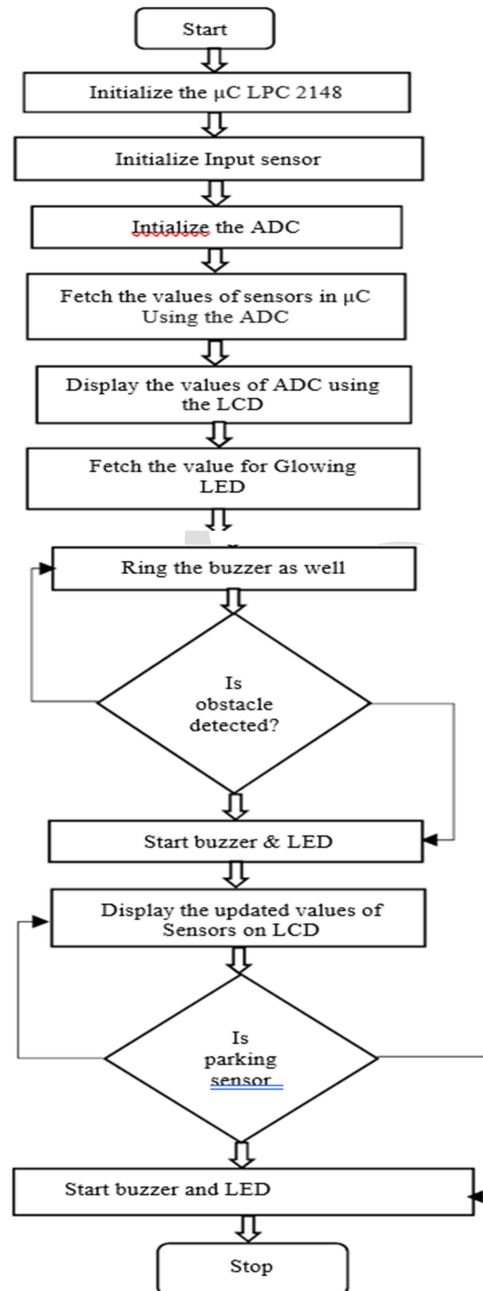 Start
Initialize the μC LPC 2148
Initialize Input sensor
Intialize the ADC
Fetch the values of sensors in μC
Using the ADC
Display the values of ADC using
the LCD
Fetch the value for Glowing
LED
Ring the buzzer as well
Is
obstacle
detected?
Start buzzer & LED
Display the updated values of
Sensors on LCD
Is
parking
sensor
Start buzzer and LED
Stop